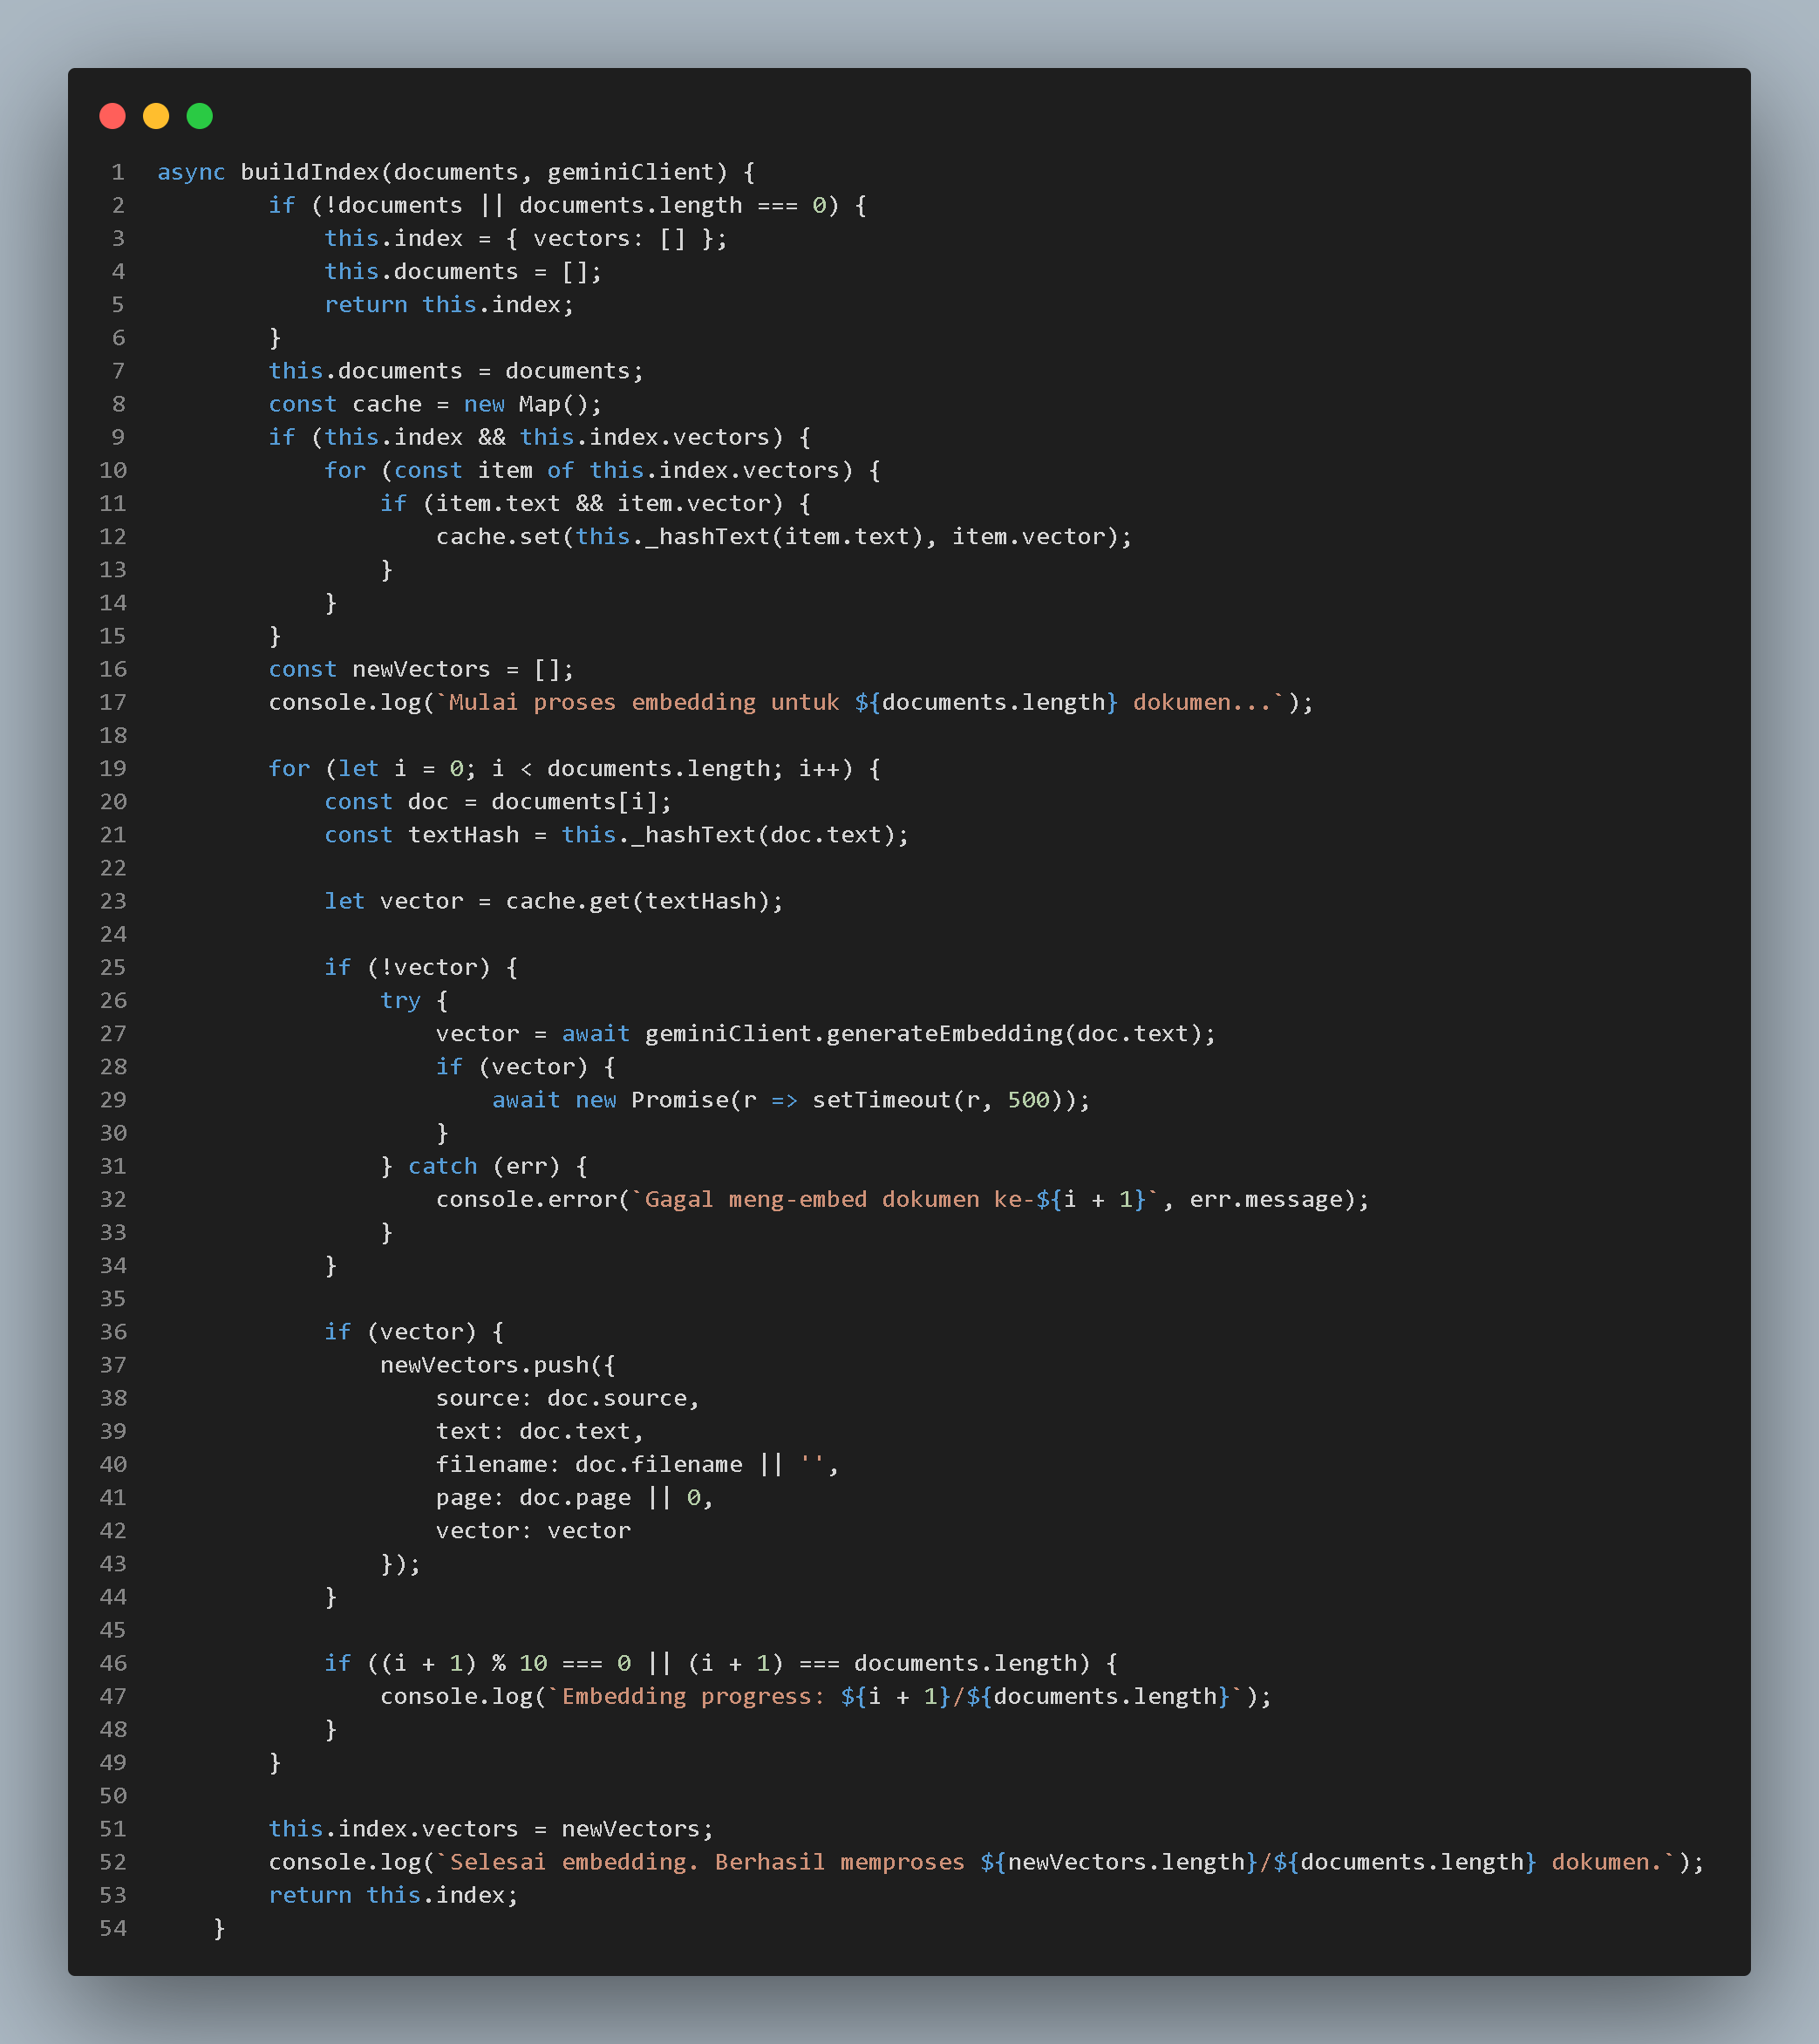 1 async buildIndex(documents, geminiClient) {
2         if (!documents || documents.length === 0) {
3             this.index = { vectors: [] };
4             this.documents = [];
5             return this.index;
6         }
7         this.documents = documents;
8         const cache = new Map();
9         if (this.index && this.index.vectors) {
10             for (const item of this.index.vectors) {
11                 if (item.text && item.vector) {
12                     cache.set(this._hashText(item.text), item.vector);
13                 }
14             }
15         }
16         const newVectors = [];
17         console.log(`Mulai proses embedding untuk ${documents.length} dokumen...`);
18
19         for (let i = 0; i < documents.length; i++) {
20             const doc = documents[i];
21             const textHash = this._hashText(doc.text);
22
23             let vector = cache.get(textHash);
24
25             if (!vector) {
26                 try {
27                     vector = await geminiClient.generateEmbedding(doc.text);
28                     if (vector) {
29                         await new Promise(r => setTimeout(r, 500));
30                     }
31                 } catch (err) {
32                     console.error(`Gagal meng-embed dokumen ke-${i + 1}`, err.message);
33                 }
34             }
35
36             if (vector) {
37                 newVectors.push({
38                     source: doc.source,
39                     text: doc.text,
40                     filename: doc.filename || '',
41                     page: doc.page || 0,
42                     vector: vector
43                 });
44             }
45
46             if ((i + 1) % 10 === 0 || (i + 1) === documents.length) {
47                 console.log(`Embedding progress: ${i + 1}/${documents.length}`);
48             }
49         }
50
51         this.index.vectors = newVectors;
52         console.log(`Selesai embedding. Berhasil memproses ${newVectors.length}/${documents.length} dokumen.`);
53         return this.index;
54     }